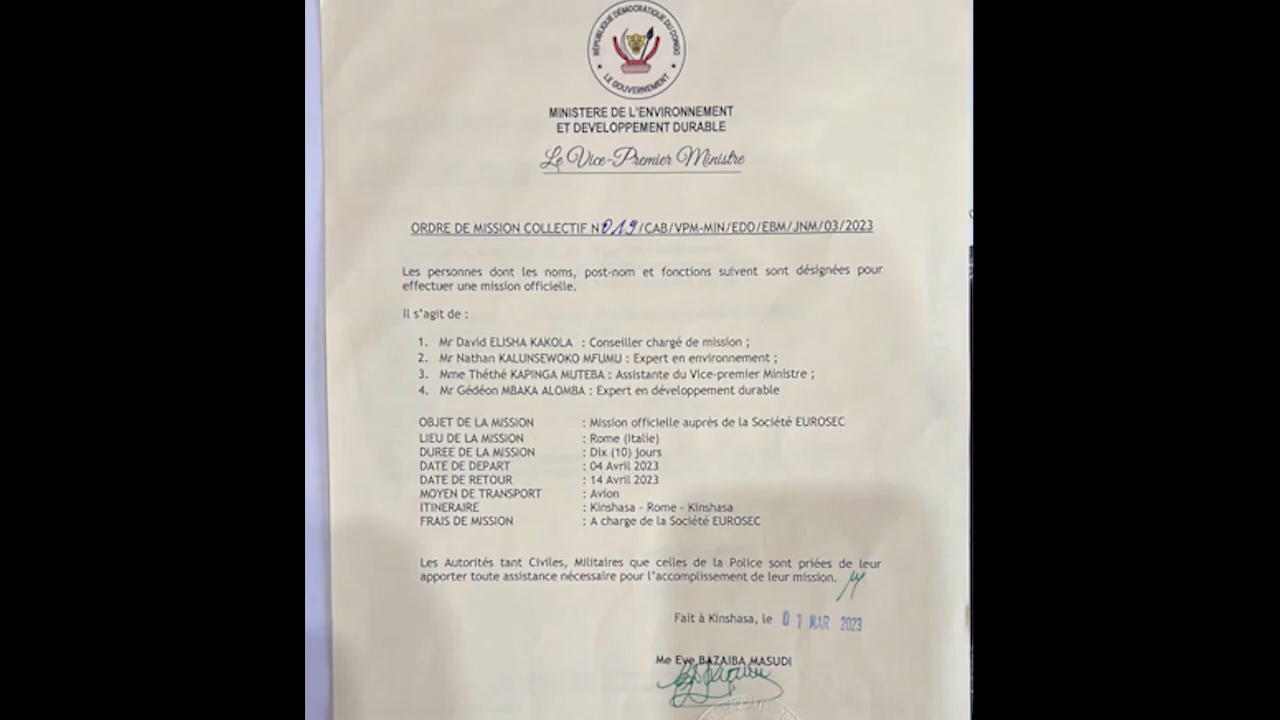 RÉPUBLIQUE DÉMOCRATIQUE DU CONGO
LE GOUVERNEMENT
MINISTERE DE L'ENVIRONNEMENT
ET DEVELOPPEMENT DURABLE
Le Vice-Premier Ministre
ORDRE DE MISSION COLLECTIF N 019/CAB/VPM-MIN/EDD/EBM/JNM/03/2023
Les personnes dont les noms, post-nom et fonctions suivent sont désignées pour
effectuer une mission officielle.
Il s'agit de :
1. Mr David ELISHA KAKOLA : Conseiller chargé de mission ;
2. Mr Nathan KALUNSEWOKO MFUMU : Expert en environnement ;
3. Mme Théthé KAPINGA MUTEBA : Assistante du Vice-premier Ministre ;
4. Mr Gédéon MBAKA ALOMBA : Expert en développement durable
OBJET DE LA MISSION : Mission officielle auprès de la Société EUROSEC
LIEU DE LA MISSION : Rome (Italie)
DUREE DE LA MISSION : Dix (10) jours
DATE DE DEPART : 04 Avril 2023
DATE DE RETOUR : 14 Avril 2023
MOYEN DE TRANSPORT : Avion
ITINERAIRE : Kinshasa - Rome - Kinshasa
FRAIS DE MISSION : A charge de la Société EUROSEC
Les Autorités tant Civiles, Militaires que celles de la Police sont priées de leur
apporter toute assistance nécessaire pour l'accomplissement de leur mission.
Fait à Kinshasa, le 01 MAR 2023
Me Eve BAZAIBA MASUDI